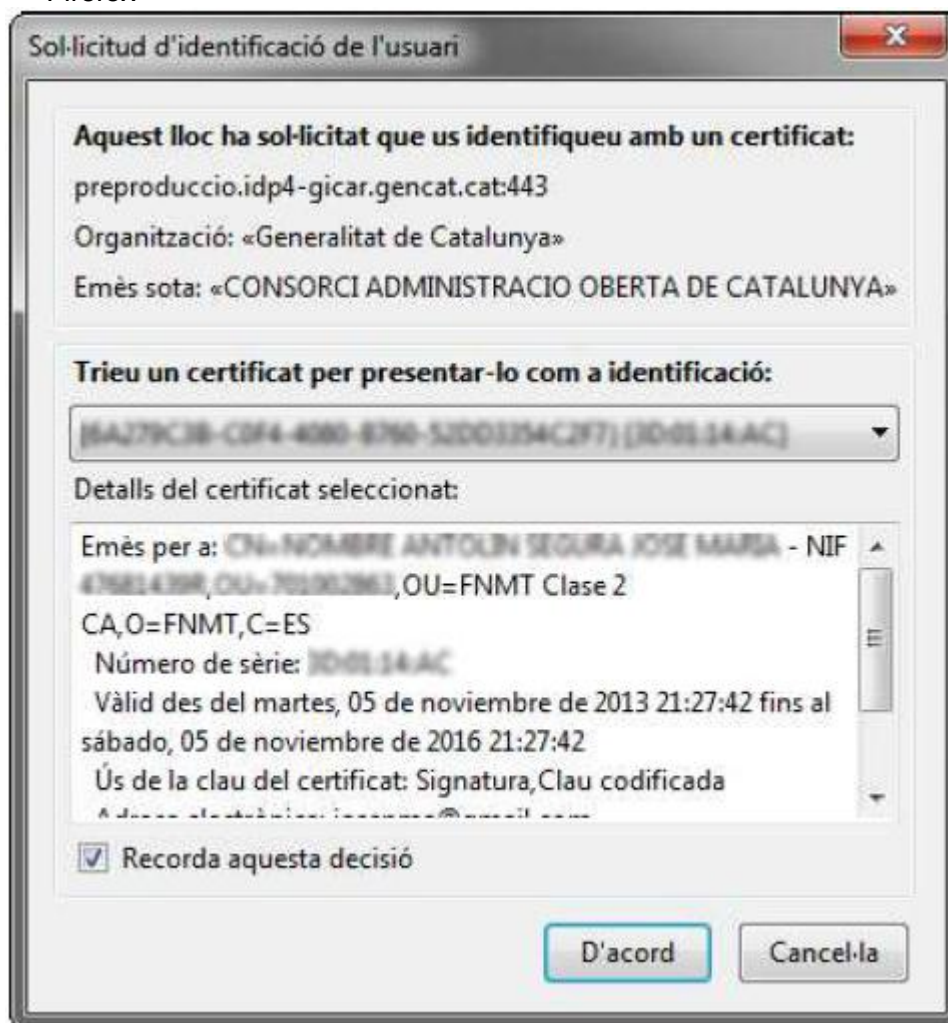 Sol·licitud d'identificació de l'usuari
Aquest lloc ha sol·licitat que us identifiqueu amb un certificat:
preproduccio.idp4-gicar.gencat.cat:443
Organització: «Generalitat de Catalunya»
Emès sota: «CONSORCI ADMINISTRACIO OBERTA DE CATALUNYA»
Trieu un certificat per presentar-lo com a identificació:
Detalls del certificat seleccionat:
Emès per a: - NIF
,OU=FNMT Clase 2
CA,O=FNMT,C=ES
Número de sèrie:
Vàlid des del martes, 05 de noviembre de 2013 21:27:42 fins al
sábado, 05 de noviembre de 2016 21:27:42
Ús de la clau del certificat: Signatura,Clau codificada
Recorda aquesta decisió
D'acord
Cancel·la